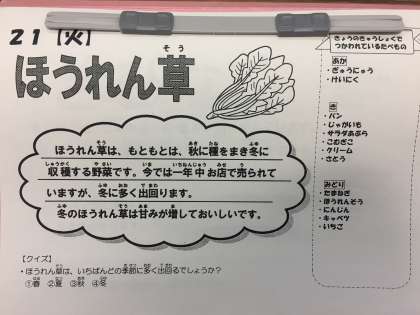 21【火】
ほうれん草
ほうれん草は、もともとは、秋に種をまき冬に
収穫する野菜です。今では一年中お店で売られて
いますが、冬に多く出回ります。
冬のほうれん草は甘みが増しておいしいです。
【クイズ】
・ほうれん草は、いちばんどの季節に多く出回るでしょうか？
①春 ②夏 ③秋 ④冬
きょうのきゅうしょくで
つかわれているたべもの
あか
・ぎゅうにゅう
・けいにく
き
・パン
・じゃがいも
・サラダあぶら
・こむぎこ
・クリーム
・さとう
みどり
・たまねぎ
・ほうれんそう
・にんじん
・キャベツ
・いちご